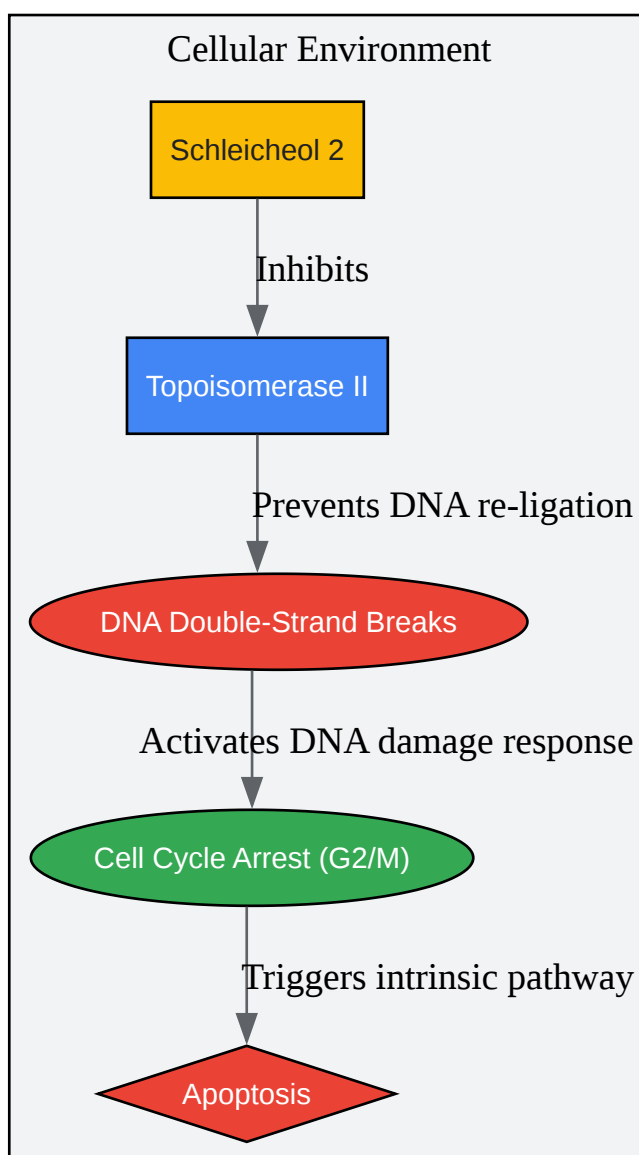 Cellular Environment
Schleicheol 2
Inhibits
Topoisomerase II
Prevents DNA re-ligation
DNA Double-Strand Breaks
Activates DNA damage response
Cell Cycle Arrest (G2/M)
Triggers intrinsic pathway
Apoptosis